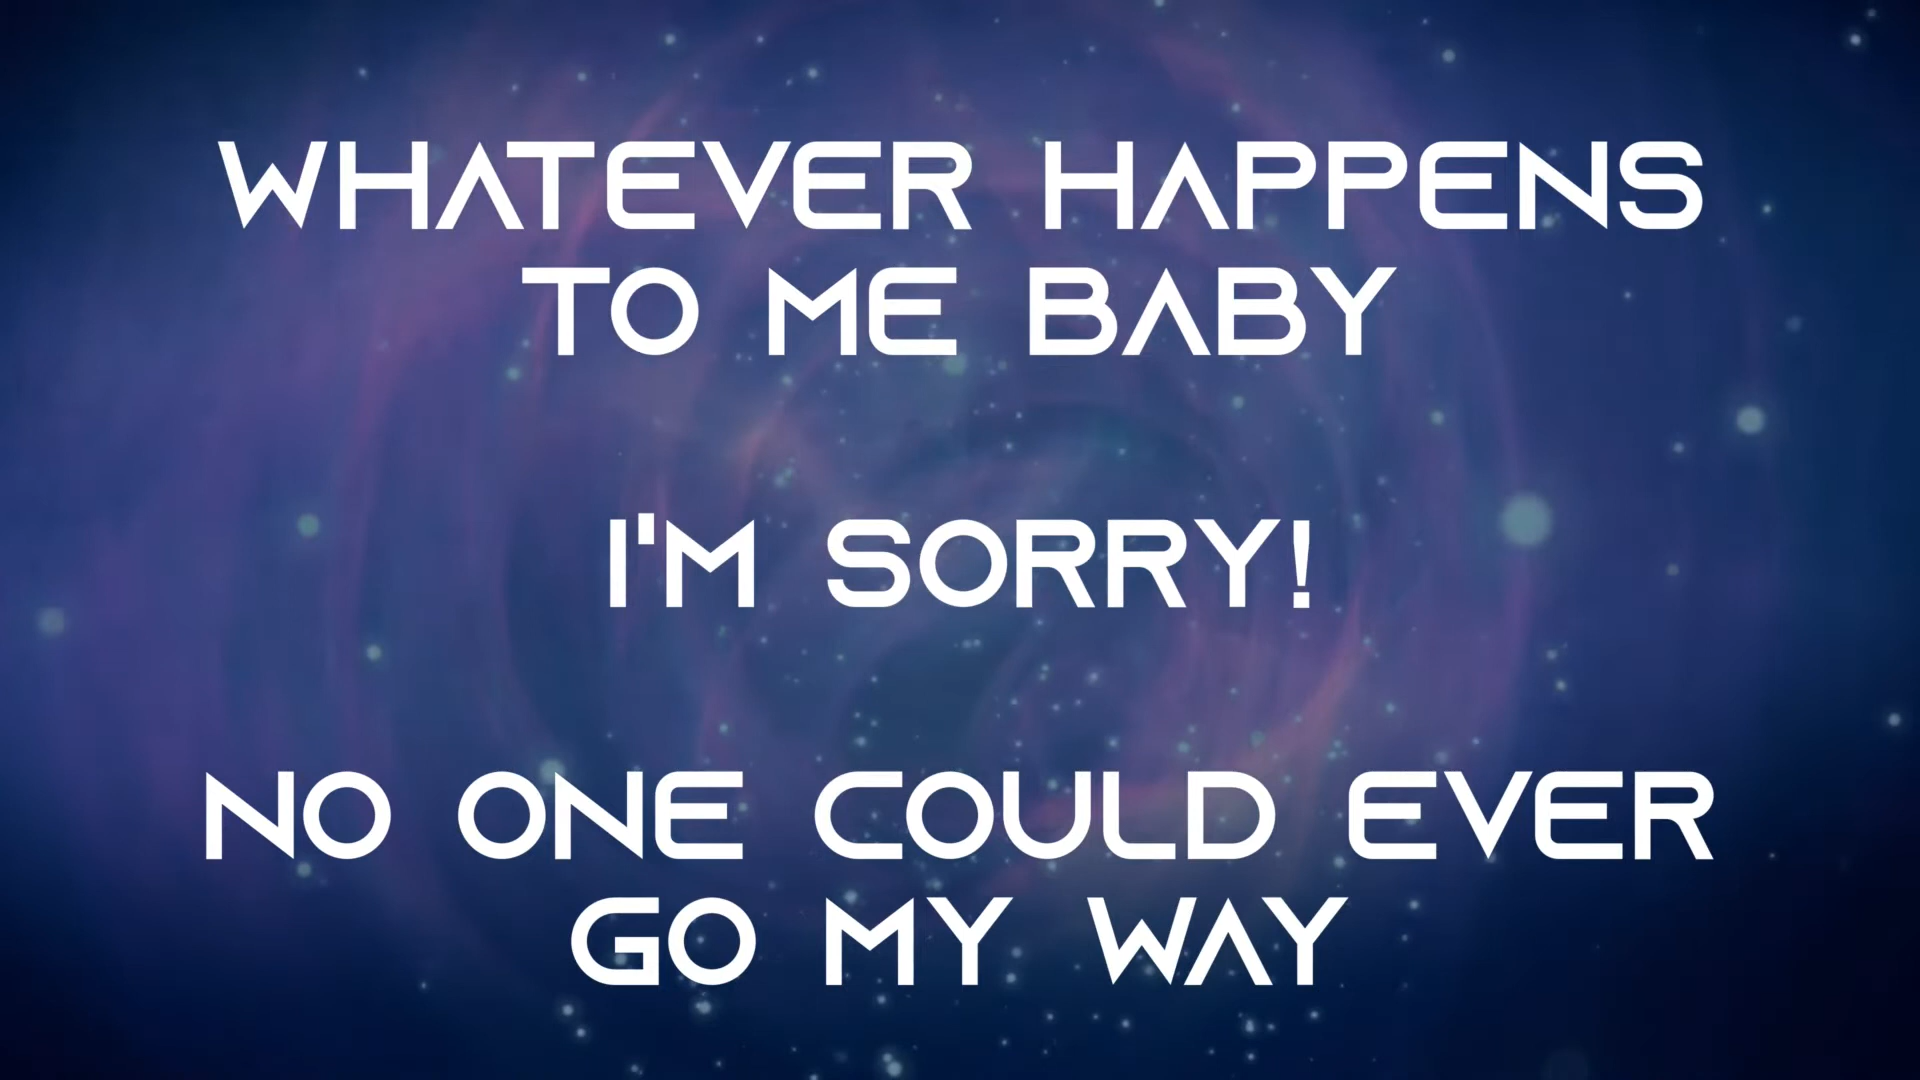 WHATEVER HAPPENS
TO ME BABY
I'M SORRY!
NO ONE COULD EVER
GO MY WAY